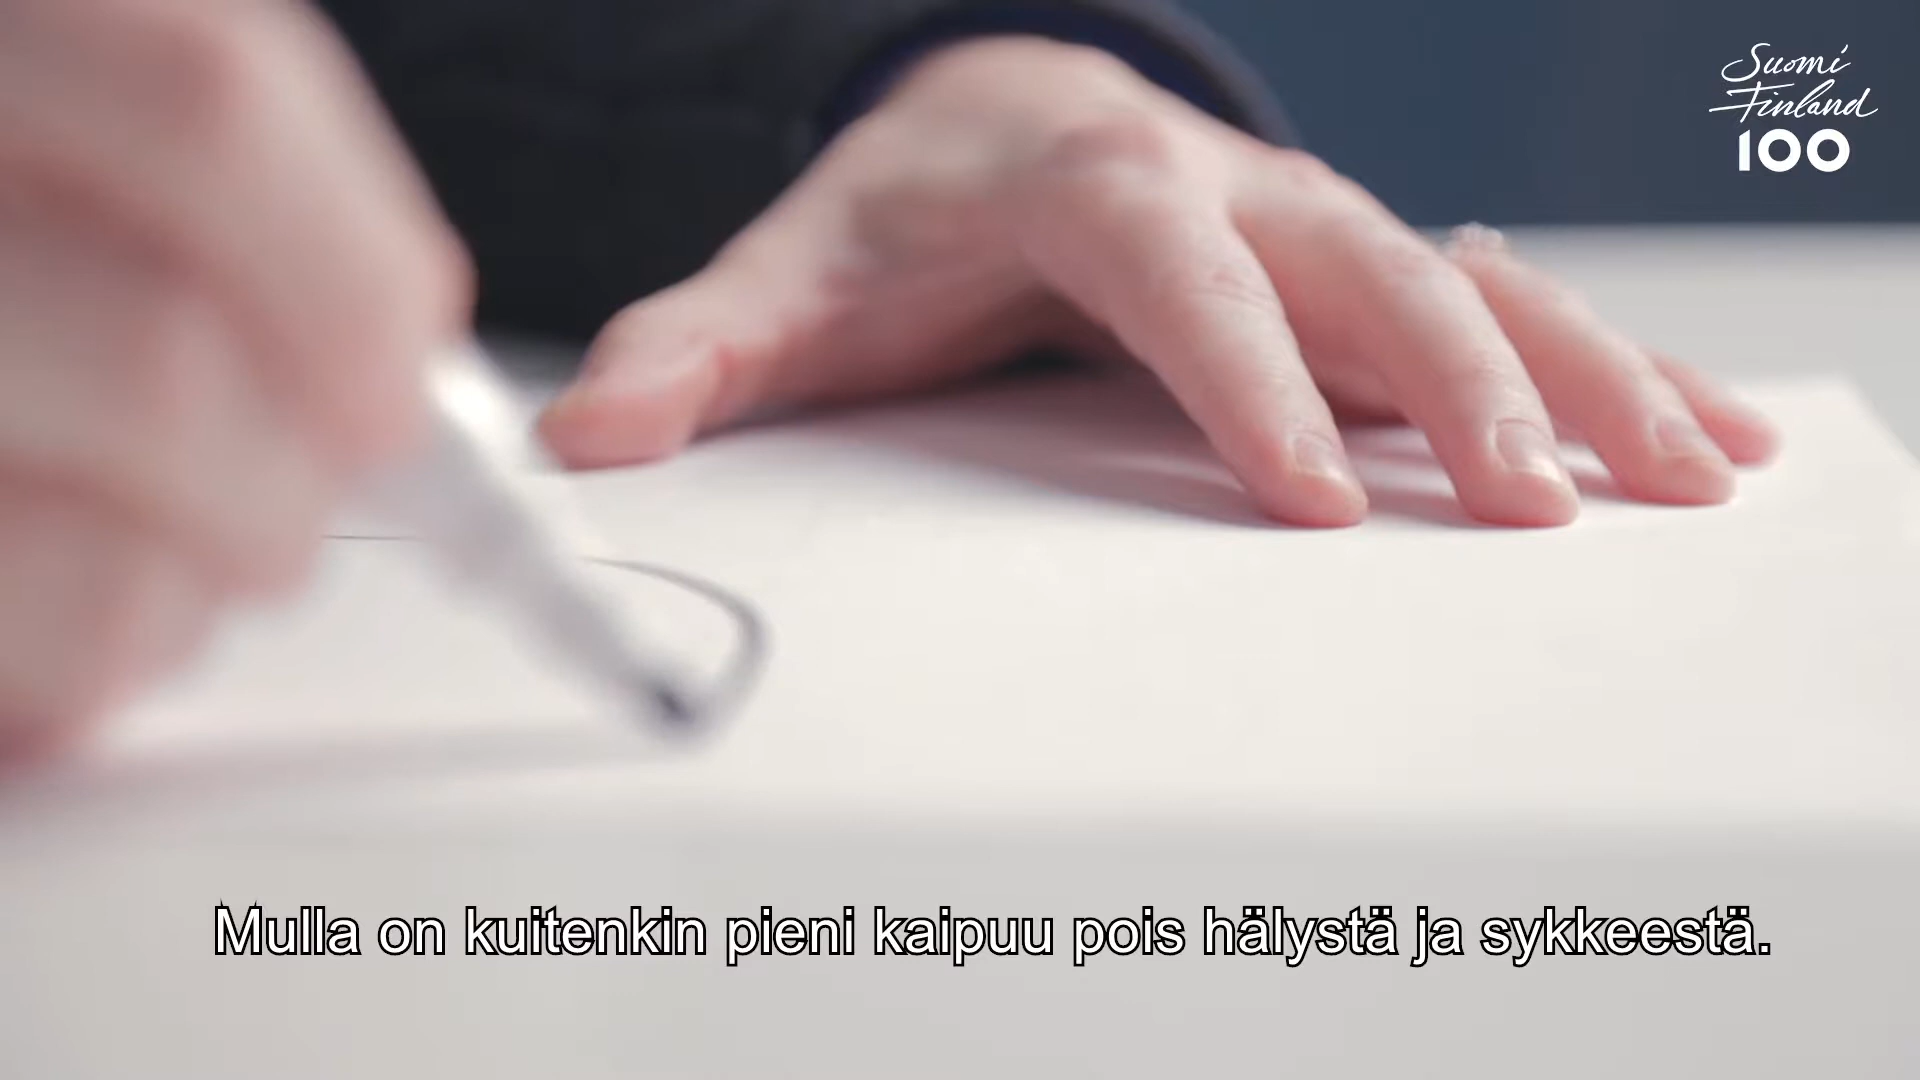 Suomi
Finland
100
Mulla on kuitenkin pieni kaipuu pois hälystä ja sykkeestä.